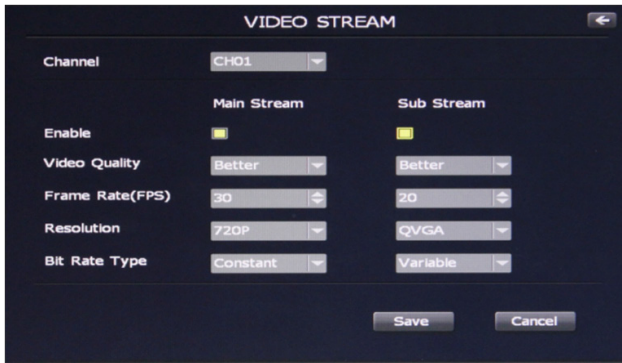 VIDEO STREAM
Channel CH01
Main Stream Sub Stream
Enable
Video Quality Better Better
Frame Rate(FPS) 30 20
Resolution 720P QVGA
Bit Rate Type Constant Variable
Save Cancel